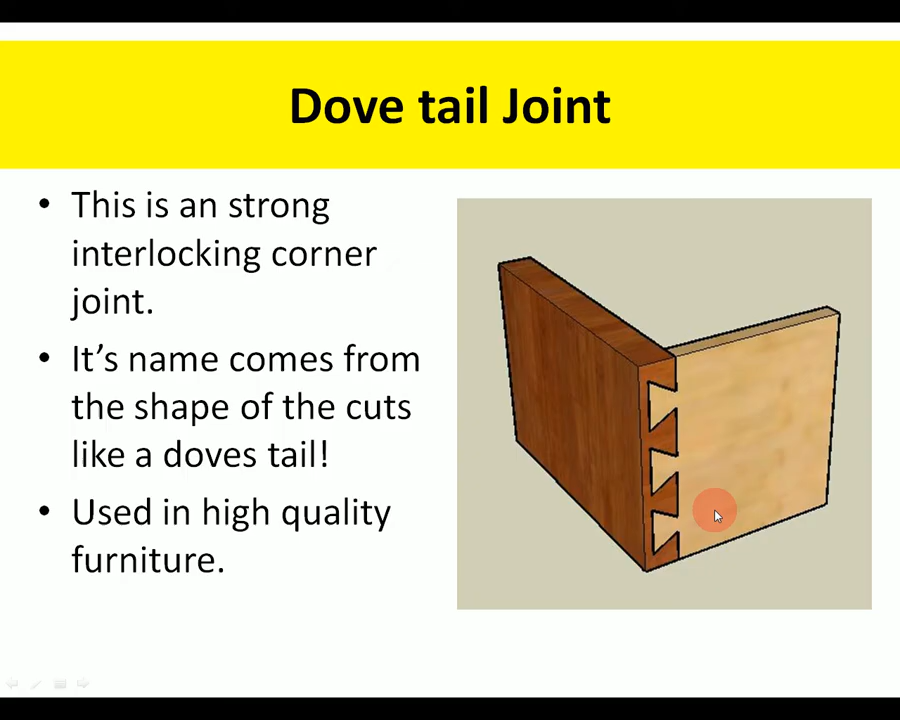 Dove tail Joint
• This is an strong
interlocking corner
joint.
• It’s name comes from
the shape of the cuts
like a doves tail!
• Used in high quality
furniture.